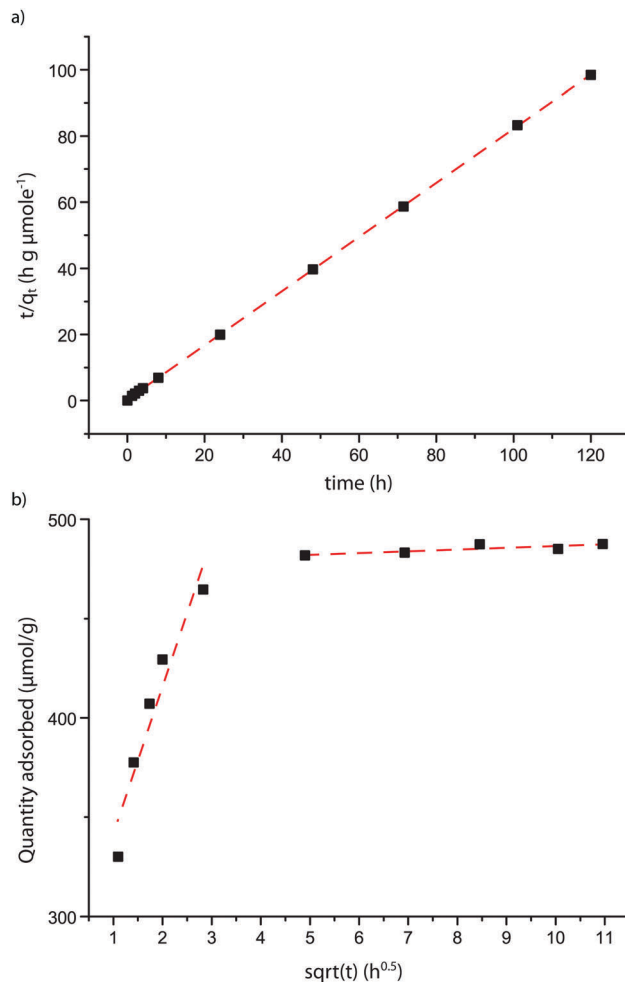 a)
100
80
60
40
20
0
t/qₜ (h g µmole⁻¹)
0 20 40 60 80 100 120
time (h)
b)
500
400
300
Quantity adsorbed (µmol/g)
1 2 3 4 5 6 7 8 9 10 11
sqrt(t) (h⁰·⁵)